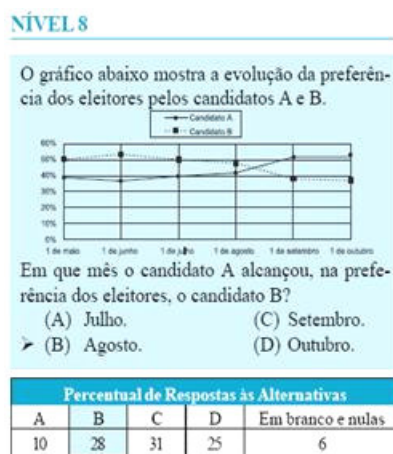 NÍVEL 8
O gráfico abaixo mostra a evolução da preferên-
cia dos eleitores pelos candidatos A e B.
Candidato A
Candidato B
60%
50%
40%
30%
20%
10%
0%
1 de maio 1 de junho 1 de julho 1 de agosto 1 de setembro 1 de outubro
Em que mês o candidato A alcançou, na prefe-
rência dos eleitores, o candidato B?
(A) Julho. (C) Setembro.
(B) Agosto. (D) Outubro.
Percentual de Respostas às Alternativas
A B C D Em branco e nulas
10 28 31 25 6